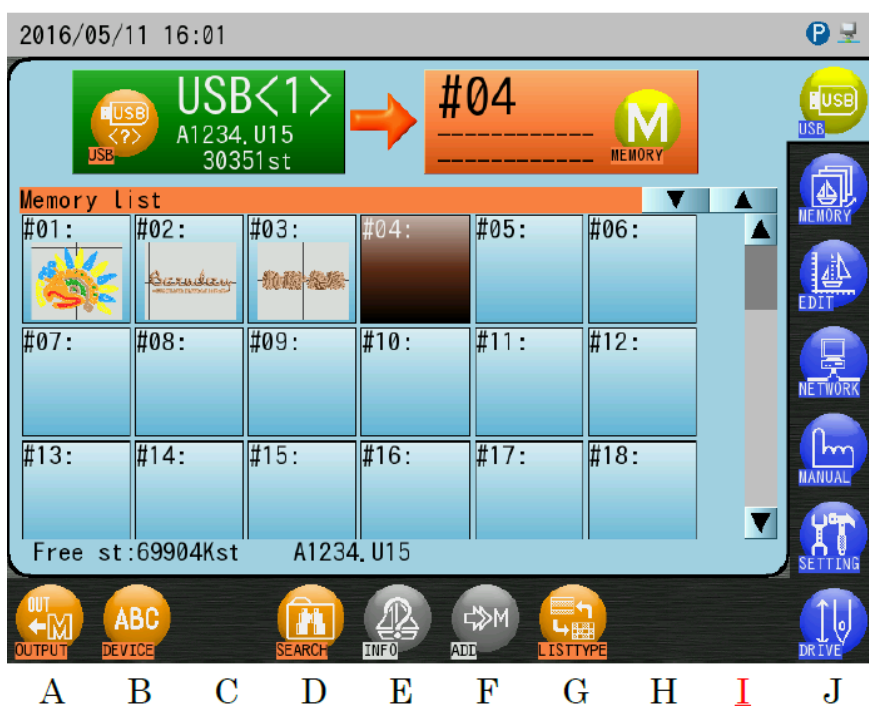 2016/05/11 16:01
P
USB
<?>
USB
USB<1>
A1234.U15
30351st
#04
M
MEMORY
USB
USB
Memory list
MEMORY
#01: #02: #03: #04: #05: #06:
Barudan
EDIT
#07: #08: #09: #10: #11: #12:
NETWORK
#13: #14: #15: #16: #17: #18:
MANUAL
Free st:69904Kst A1234.U15
SETTING
OUT
M
OUTPUT
ABC
DEVICE
SEARCH
INFO
M
ADD
LISTTYPE
DRIVE
A B C D E F G H I J